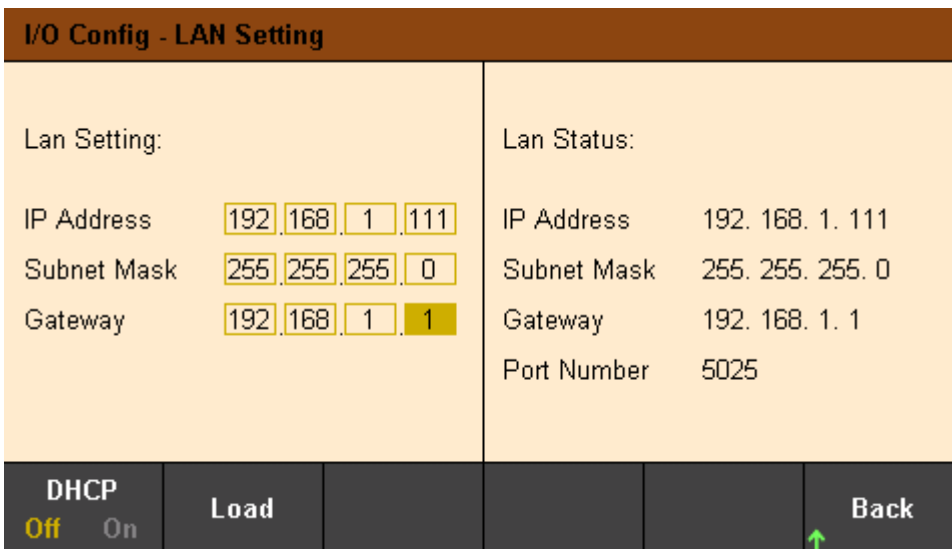 I/O Config - LAN Setting
Lan Setting:
IP Address 192.168.1.111
Subnet Mask 255.255.255.0
Gateway 192.168.1.1
Lan Status:
IP Address 192. 168. 1. 111
Subnet Mask 255. 255. 255. 0
Gateway 192. 168. 1. 1
Port Number 5025
DHCP
Off On
Load
Back